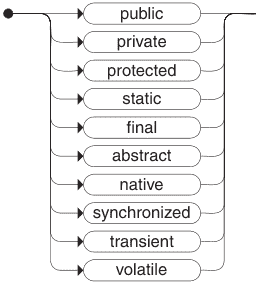 public
private
protected
static
final
abstract
native
synchronized
transient
volatile